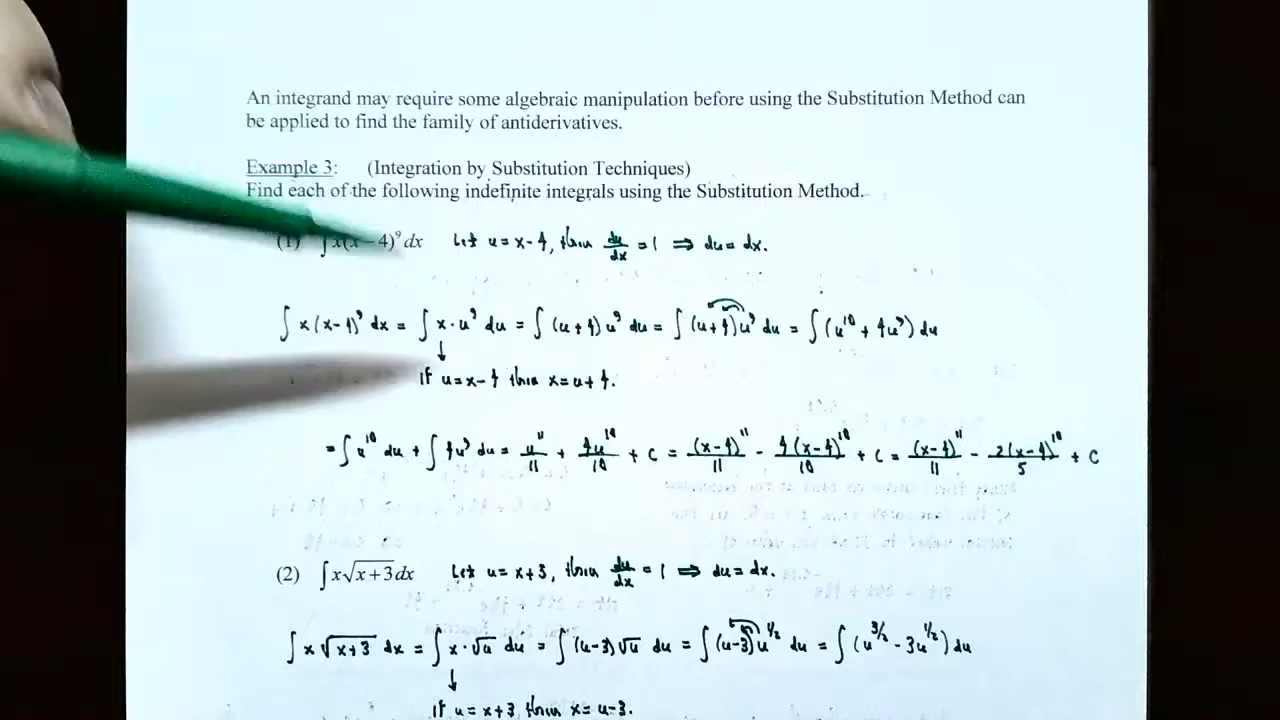 An integrand may require some algebraic manipulation before using the Substitution Method can
be applied to find the family of antiderivatives.
Example 3: (Integration by Substitution Techniques)
Find each of the following indefinite integrals using the Substitution Method.
(1) ∫x(x-4)⁹dx Let u = x-4, then du/dx = 1 ⇒ du = dx.
∫ x(x-4)⁹ dx = ∫ x·u⁹ du = ∫ (u+4)u⁹ du = ∫ (u+4)u⁹ du = ∫ (u¹⁰ + 4u⁹) du
↓
if u = x-4 then x = u+4.
= ∫ u¹⁰ du + ∫ 4u⁹ du = u¹¹/11 + 4u¹⁰/10 + C = (x-4)¹¹/11 - 4(x-4)¹⁰/10 + C = (x-4)¹¹/11 - 2(x-4)¹⁰/5 + C
(2) ∫x√x+3dx Let u = x+3, then du/dx = 1 ⇒ du = dx.
∫ x√x+3 dx = ∫ x·√u du = ∫ (u-3)√u du = ∫ (u-3)u^1/2 du = ∫ (u^3/2 - 3u^1/2) du
↓
if u = x+3 then x = u-3.